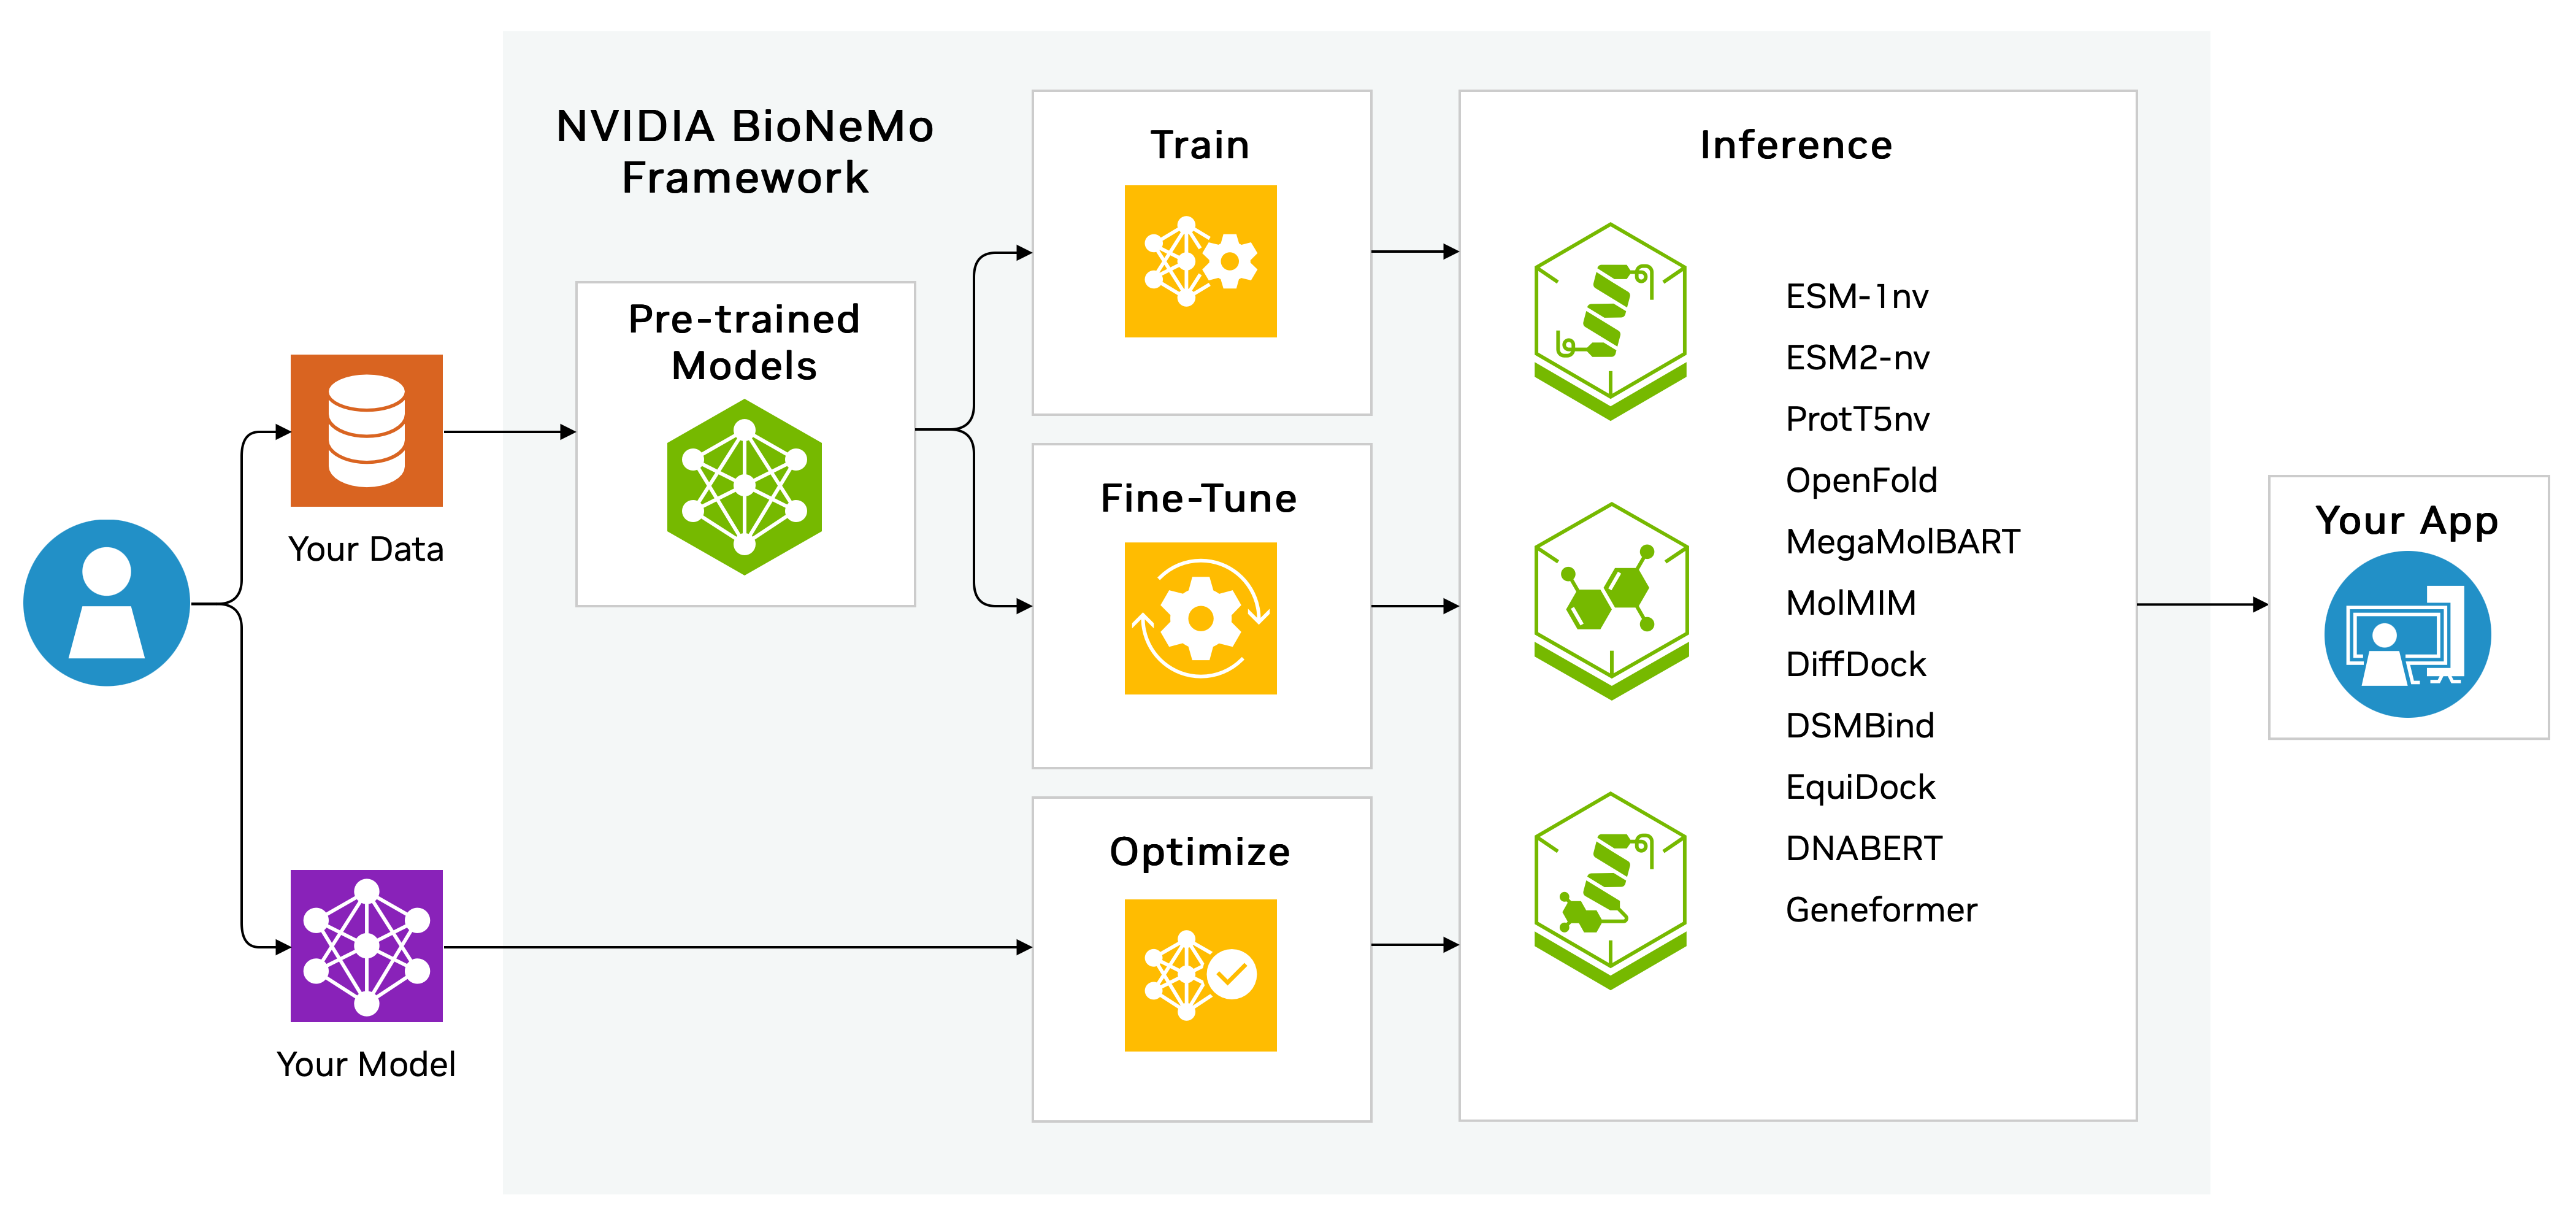 NVIDIA BioNeMo
Framework
Your Data
Your Model
Pre-trained
Models
Train
Fine-Tune
Optimize
Inference
ESM-1nv
ESM2-nv
ProtT5nv
OpenFold
MegaMolBART
MolMIM
DiffDock
DSMBind
EquiDock
DNABERT
Geneformer
Your App